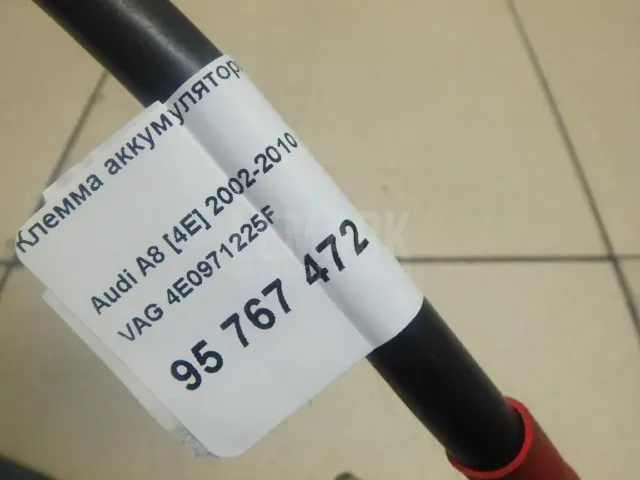 Клемма аккумулятора
Audi A8 [4E] 2002-2010
VAG 4E0971225F
95 767 472